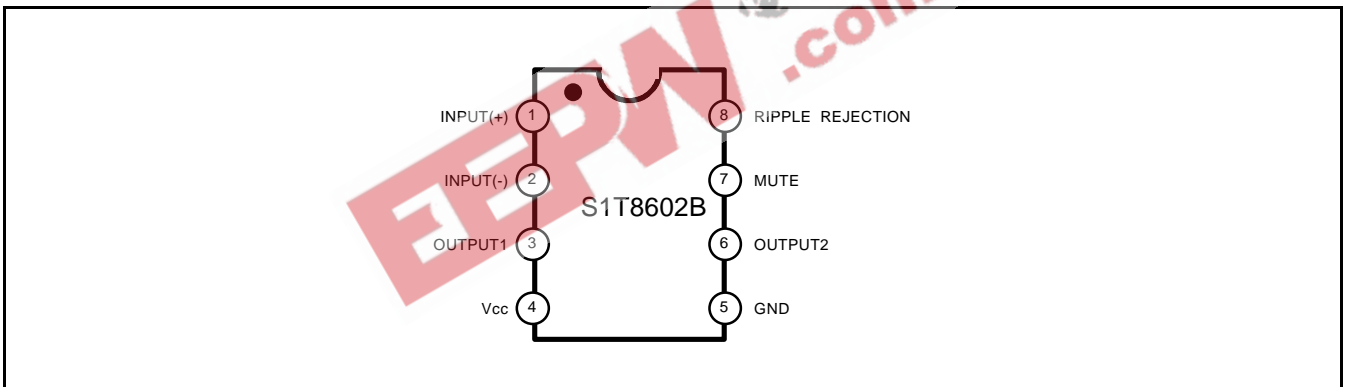 EEPW
.com
INPUT(+) 1
8 RIPPLE REJECTION
INPUT(-) 2
7 MUTE
S1T8602B
OUTPUT1 3
6 OUTPUT2
Vcc 4
5 GND